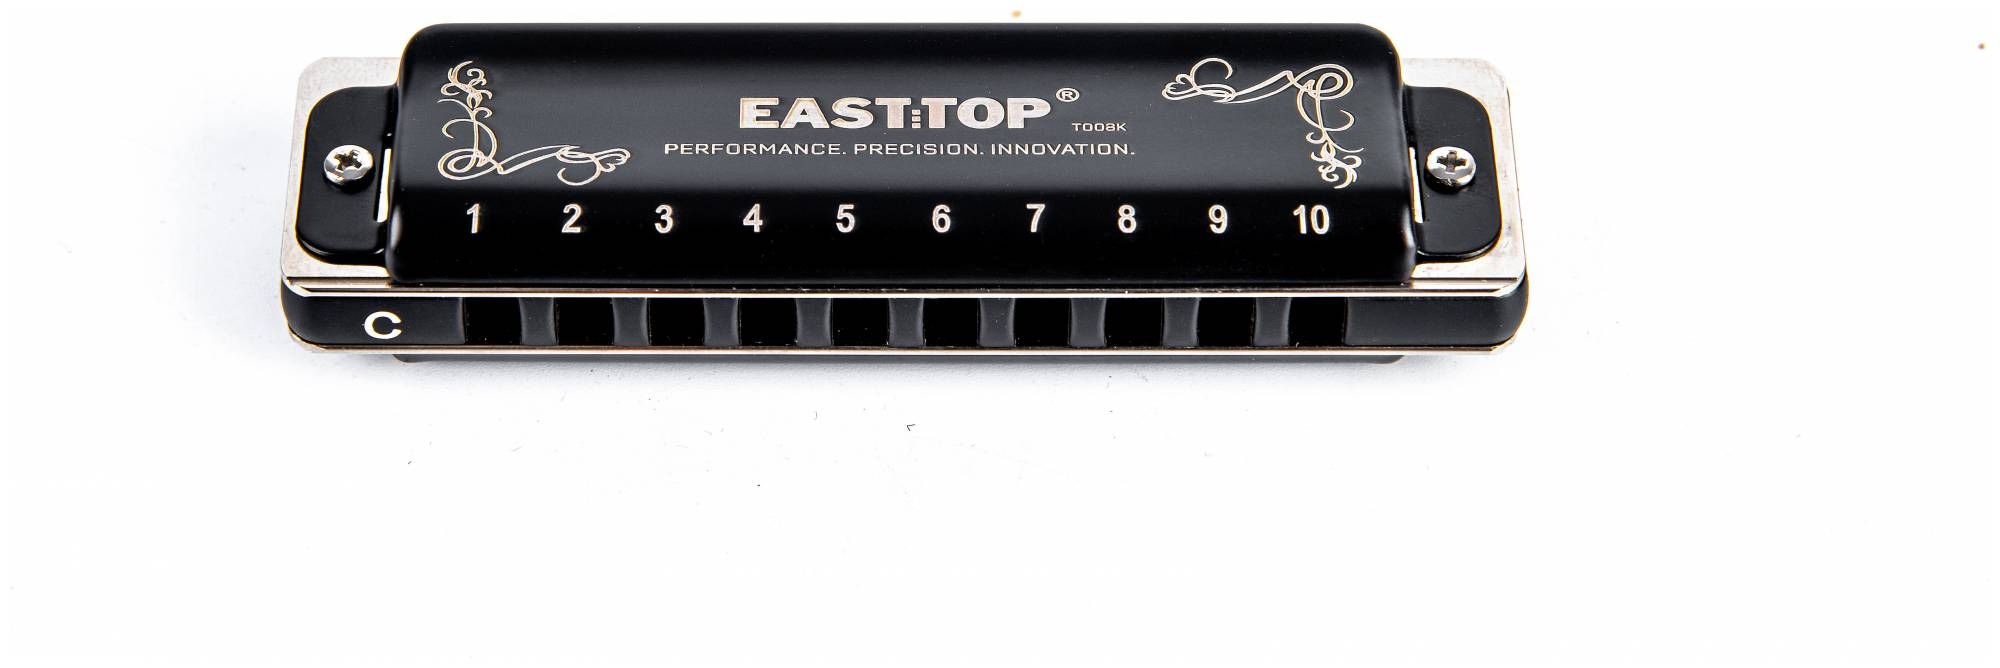 EAST:TOP®
T008K
PERFORMANCE. PRECISION. INNOVATION.
1 2 3 4 5 6 7 8 9 10
C